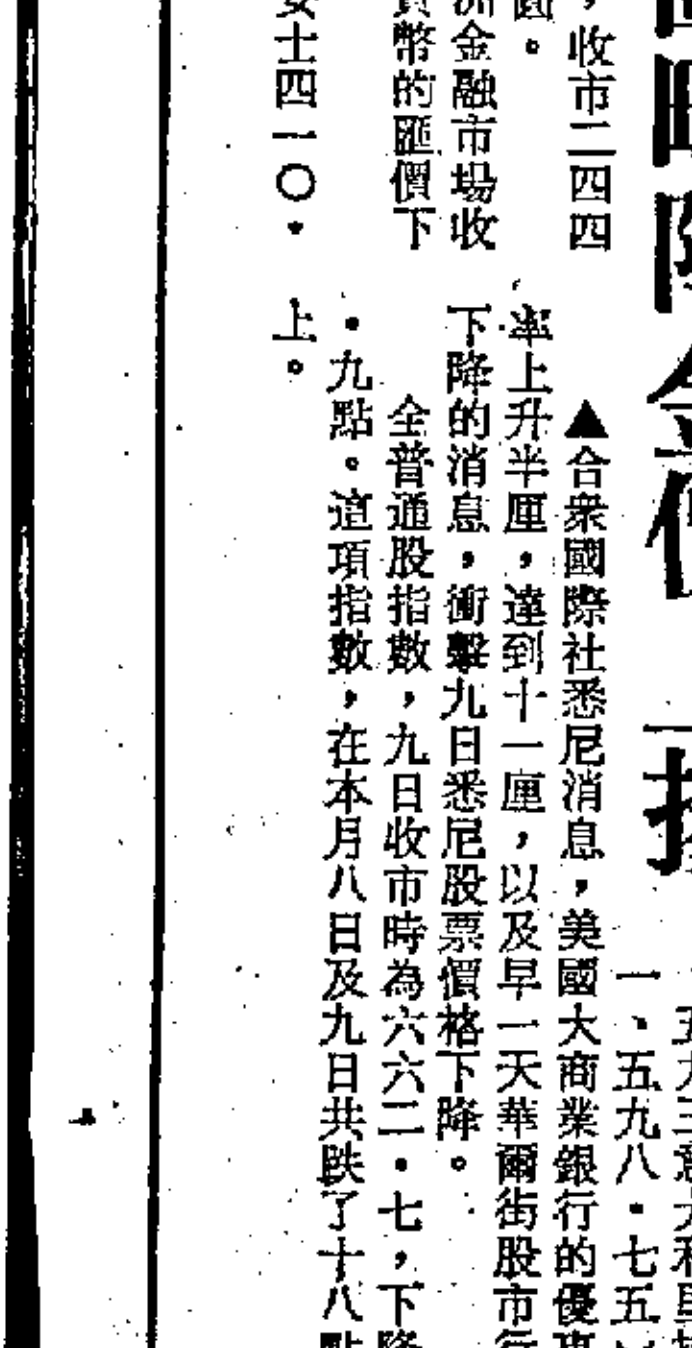 ，收市二四四
圓。
洲金融市場收
幣的匯價下
士四一〇・
一、五九八・七五
▲合衆國際社悉尼消息，美國大商業銀行的優惠
率上升半厘，達到十一厘，以及早一天華爾街股市行
下降的消息，衝擊九日悉尼股票價格下降。
全普通股指數，九日收市時為六六二・七，下降
・九點。這項指數，在本月八日及九日共跌了十八點
上。